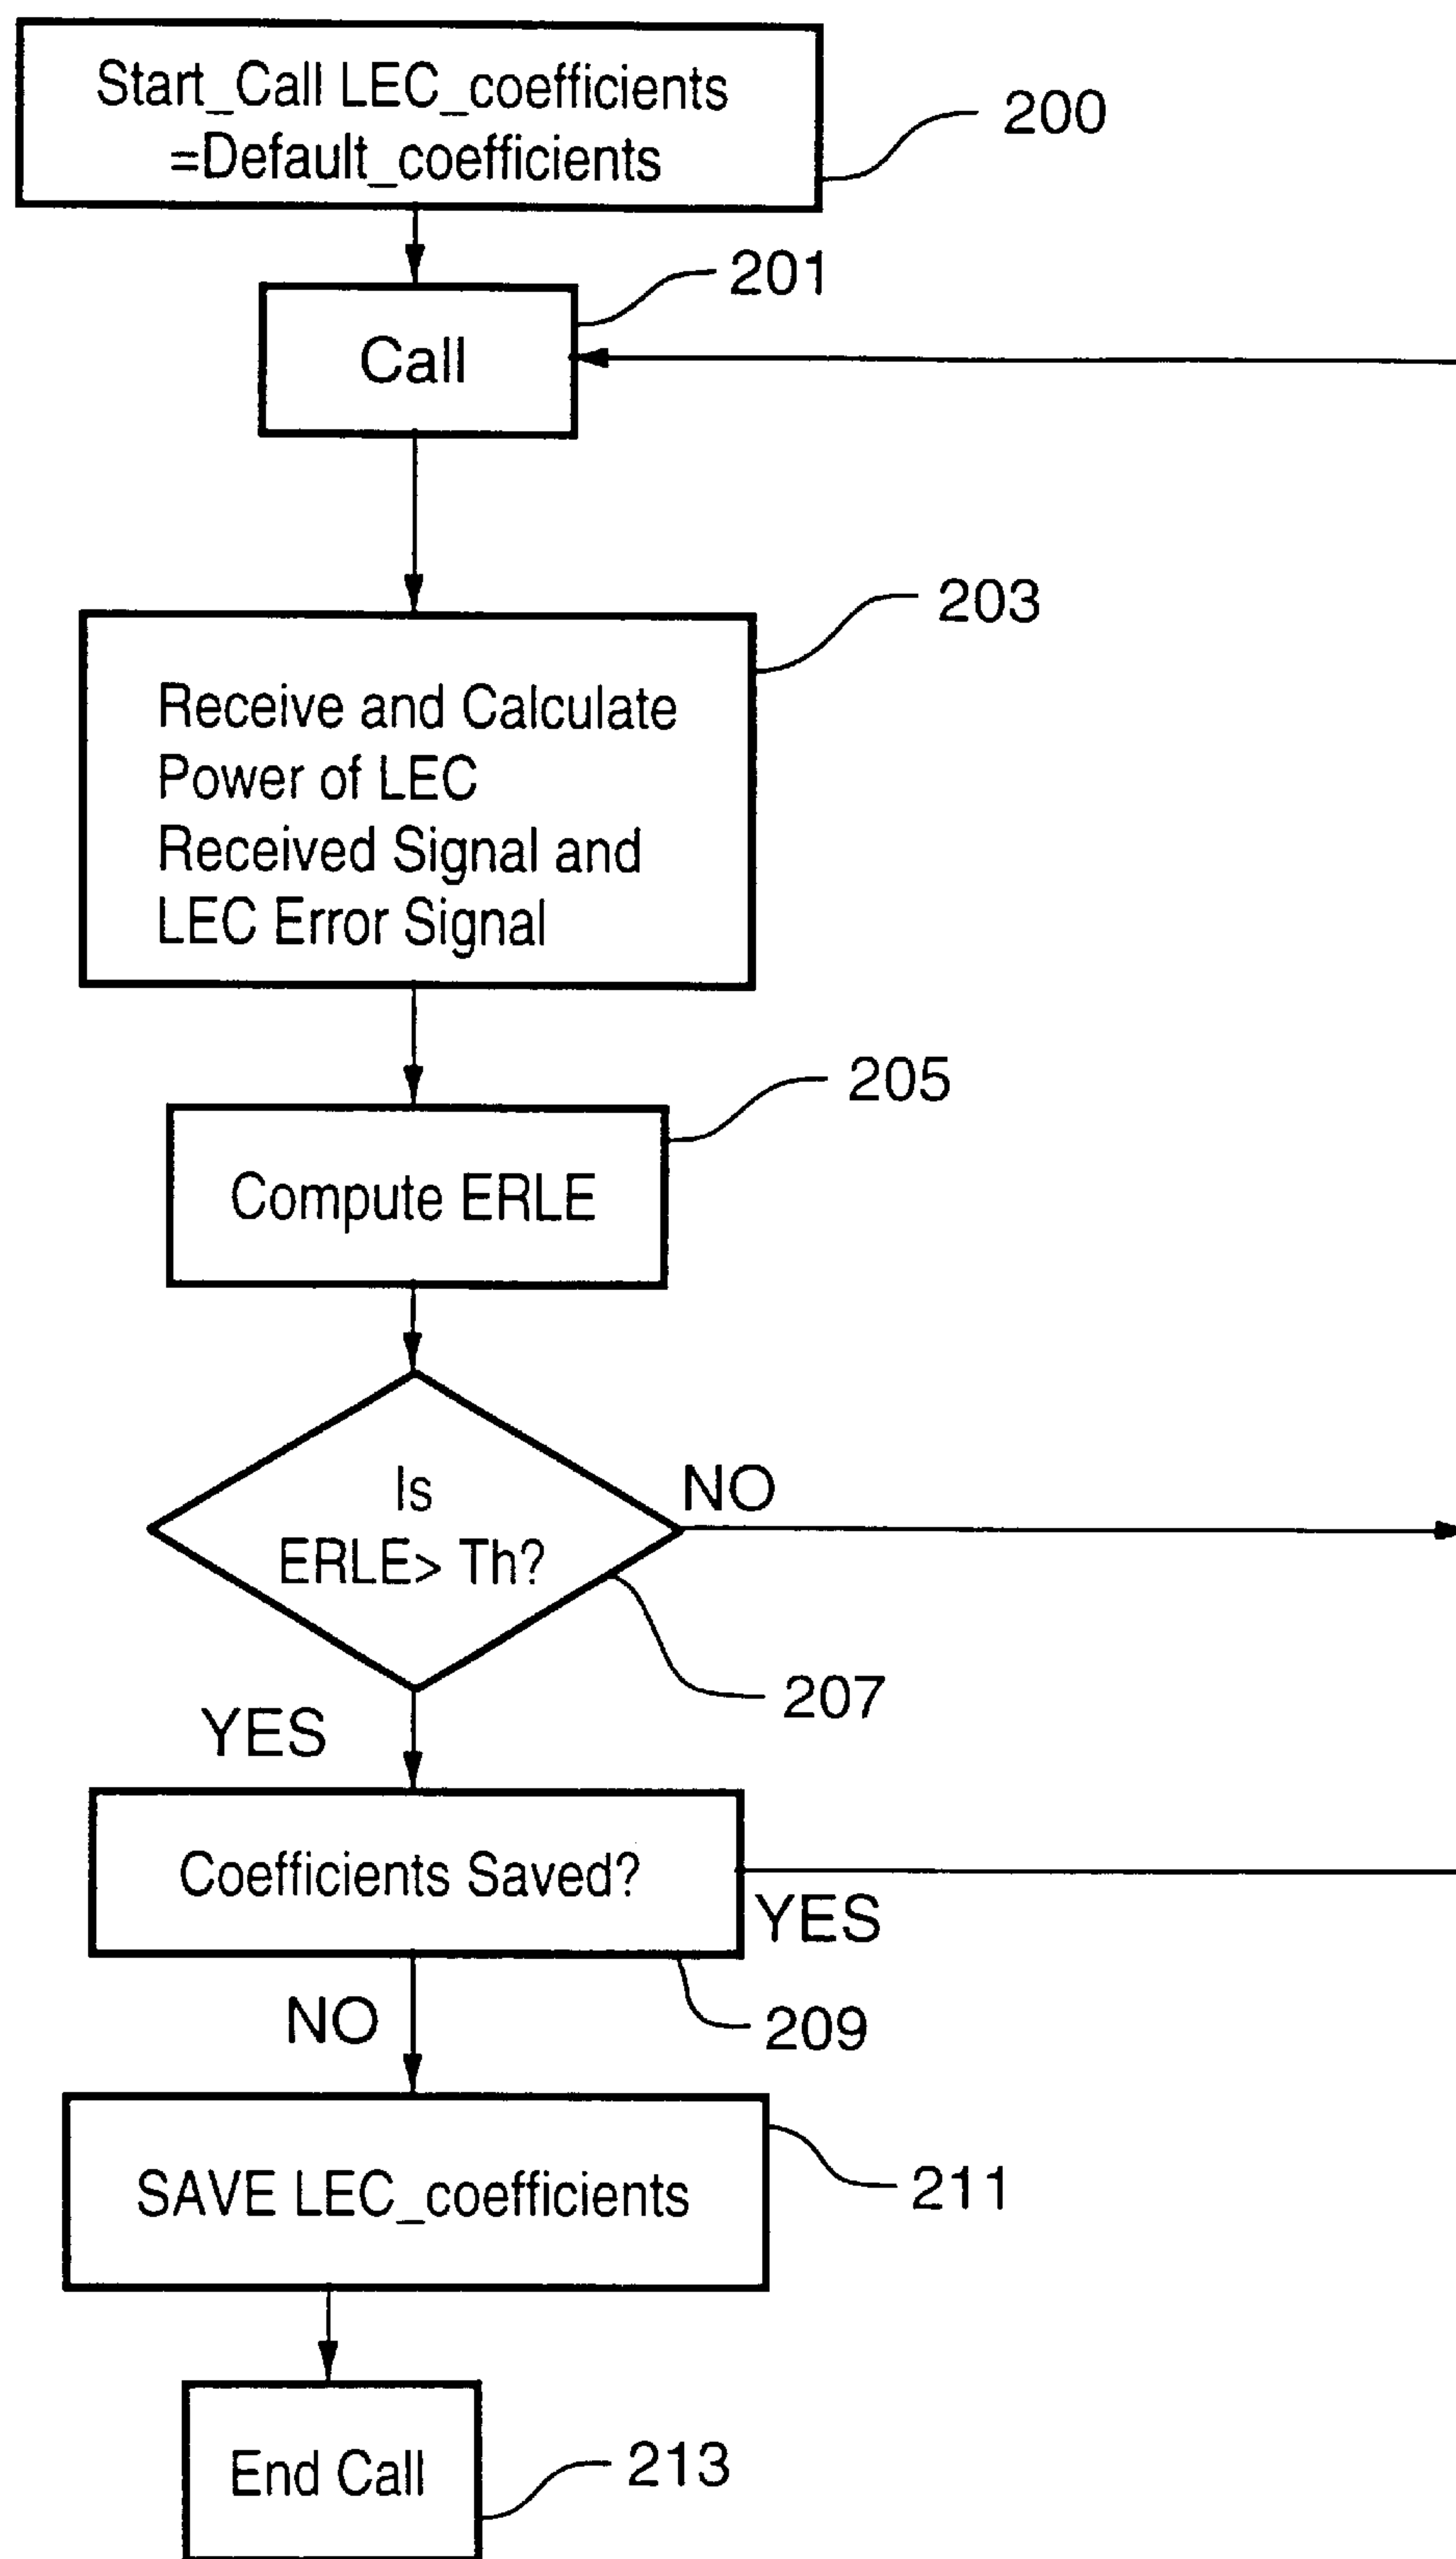 Start_Call LEC_coefficients
=Default_coefficients
200
201
Call
203
Receive and Calculate
Power of LEC
Received Signal and
LEC Error Signal
205
Compute ERLE
Is
ERLE> Th?
NO
207
YES
Coefficients Saved?
YES
209
NO
SAVE LEC_coefficients
211
End Call
213